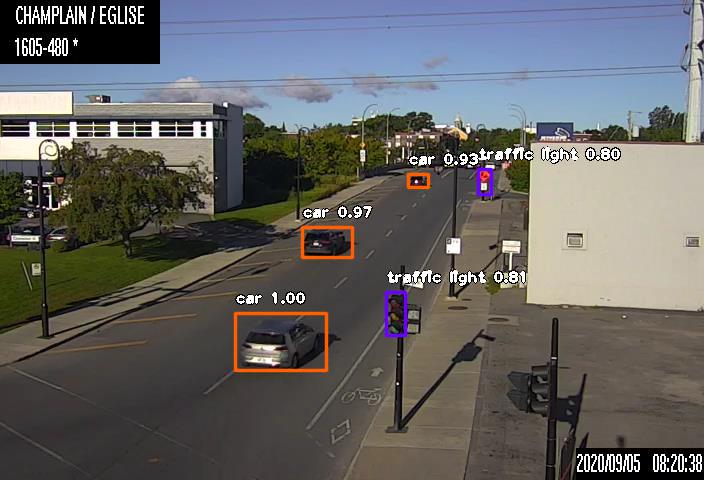 CHAMPLAIN / EGLISE
1605-480 *
car 0.93
traffic light 0.80
car 0.97
traffic light 0.81
car 1.00
2020/09/05 08:20:38